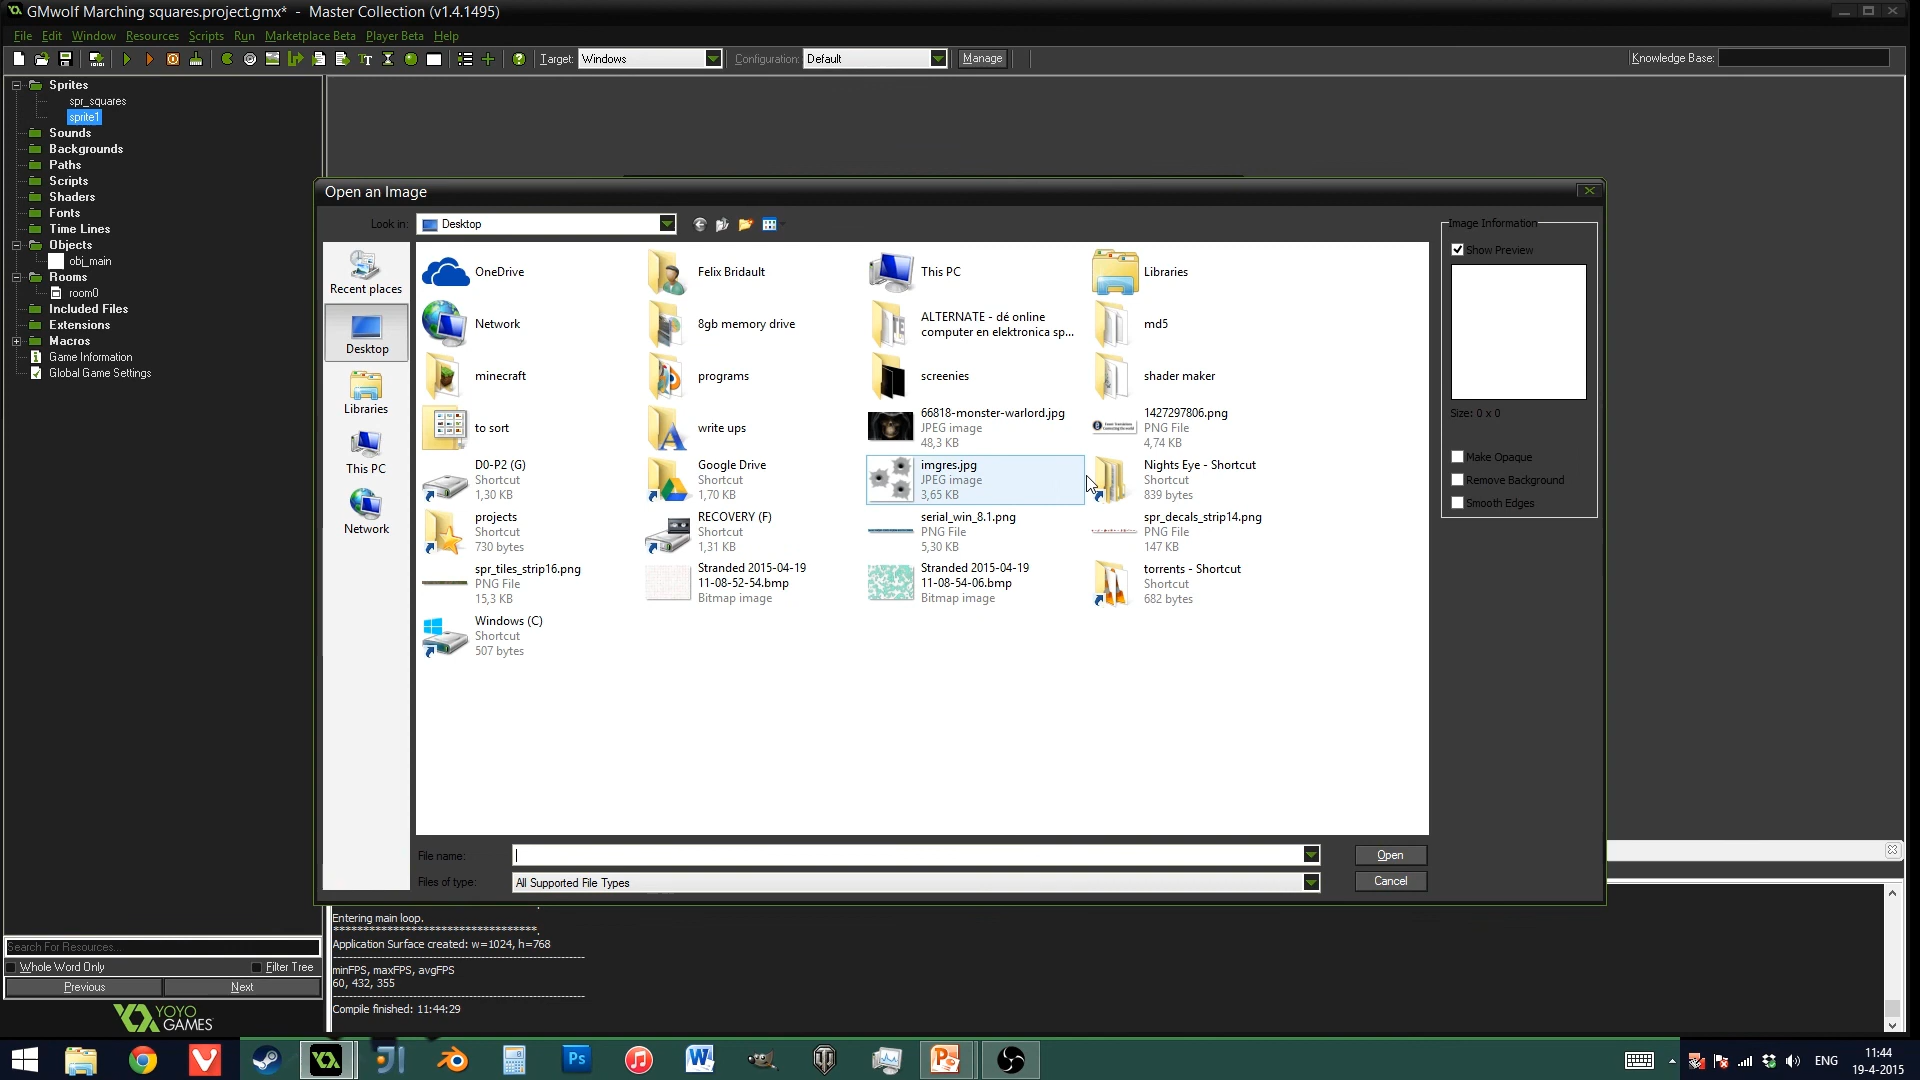 GMwolf Marching squares.project.gmx*  -  Master Collection (v1.4.1495)
File Edit Window Resources Scripts Run Marketplace Beta Player Beta Help
Target: Windows Configuration: Default Manage Knowledge Base:
Sprites
spr_squares
sprite1
Sounds
Backgrounds
Paths
Scripts
Shaders
Fonts
Time Lines
Objects
obj_main
Rooms
room0
Included Files
Extensions
Macros
Game Information
Global Game Settings
Open an Image
Look in: Desktop
Recent places
Desktop
Libraries
This PC
Network
OneDrive
Felix Bridault
This PC
Libraries
Network
8gb memory drive
ALTERNATE - dé online
computer en elektronica sp...
md5
minecraft
programs
screenies
shader maker
to sort
write ups
66818-monster-warlord.jpg
JPEG image
48,3 KB
1427297806.png
PNG File
4,74 KB
D0-P2 (G)
Shortcut
1,30 KB
Google Drive
Shortcut
1,70 KB
imgres.jpg
JPEG image
3,65 KB
Nights Eye - Shortcut
Shortcut
839 bytes
projects
Shortcut
730 bytes
RECOVERY (F)
Shortcut
1,31 KB
serial_win_8.1.png
PNG File
5,30 KB
spr_decals_strip14.png
PNG File
147 KB
spr_tiles_strip16.png
PNG File
15,3 KB
Stranded 2015-04-19
11-08-52-54.bmp
Bitmap image
Stranded 2015-04-19
11-08-54-06.bmp
Bitmap image
torrents - Shortcut
Shortcut
682 bytes
Windows (C)
Shortcut
507 bytes
File name: Open
Files of type: All Supported File Types Cancel
Image Information
Show Preview
Size: 0 x 0
Make Opaque
Remove Background
Smooth Edges
Entering main loop.
Application Surface created: w=1024, h=768
minFPS, maxFPS, avgFPS
60, 432, 355
Compile finished: 11:44:29
Search For Resources...
Whole Word Only Filter Tree
Previous Next
YOYO
GAMES
Ps
ENG
11:44
19-4-2015